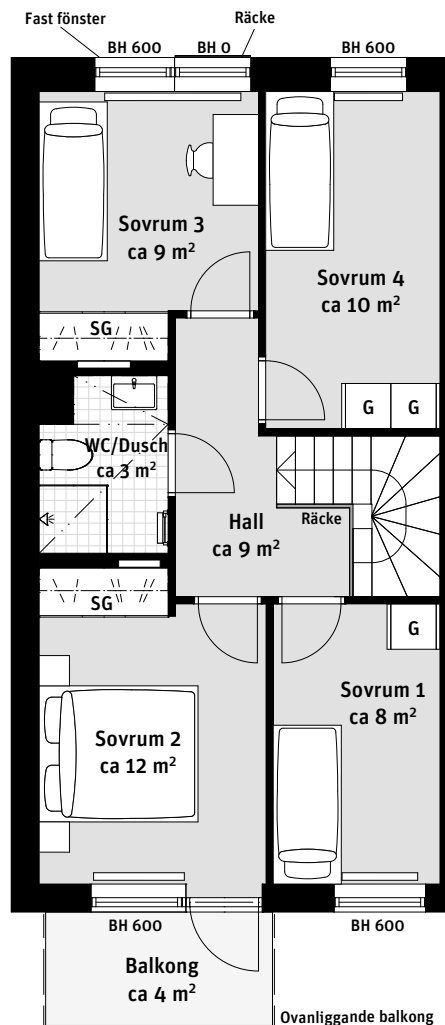 Fast fönster
Räcke
BH 600
BH 0
BH 600
Sovrum 3
ca 9 m²
Sovrum 4
ca 10 m²
SG
G
G
WC/Dusch
ca 3 m²
Hall
ca 9 m²
Räcke
SG
G
Sovrum 1
ca 8 m²
Sovrum 2
ca 12 m²
BH 600
BH 600
Balkong
ca 4 m²
Ovanliggande balkong